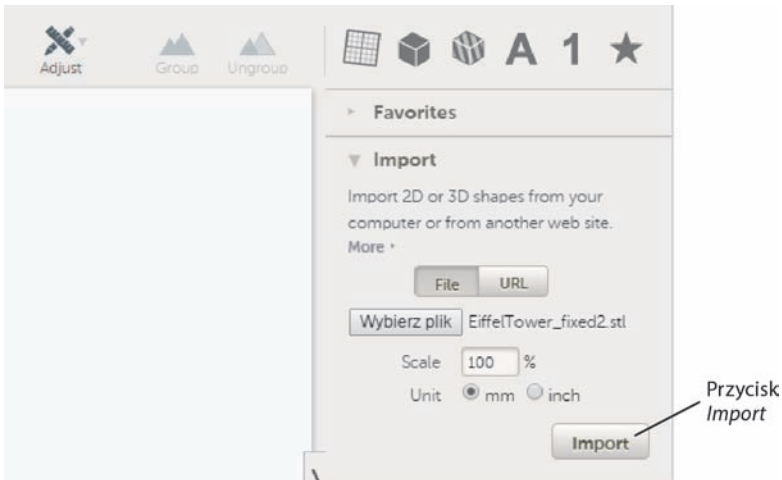 Adjust Group Ungroup A 1
Favorites
Import
Import 2D or 3D shapes from your
computer or from another web site.
More
File URL
Wybierz plik EiffelTower_fixed2.stl
Scale 100 %
Unit mm inch
Import
Przycisk
Import